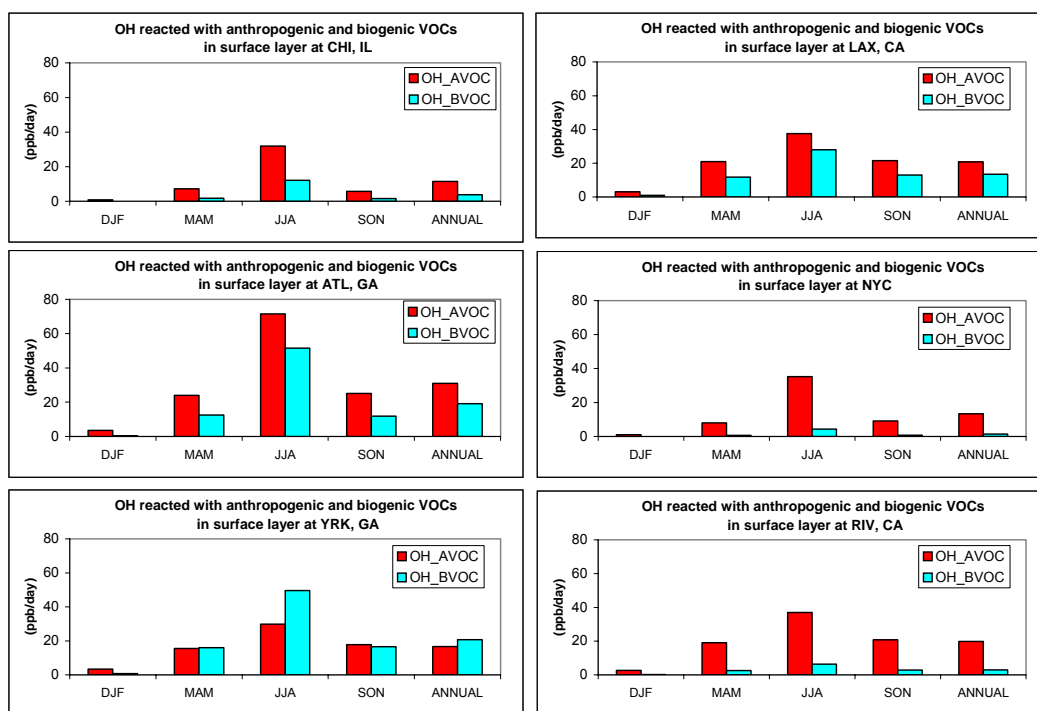 OH reacted with anthropogenic and biogenic VOCs
in surface layer at CHI, IL
80
60
40
20
0
(ppb/day)
OH_AVOC
OH_BVOC
DJF MAM JJA SON ANNUAL
OH reacted with anthropogenic and biogenic VOCs
in surface layer at LAX, CA
80
60
40
20
0
(ppb/day)
OH_AVOC
OH_BVOC
DJF MAM JJA SON ANNUAL
OH reacted with anthropogenic and biogenic VOCs
in surface layer at ATL, GA
80
60
40
20
0
(ppb/day)
OH_AVOC
OH_BVOC
DJF MAM JJA SON ANNUAL
OH reacted with anthropogenic and biogenic VOCs
in surface layer at NYC
80
60
40
20
0
(ppb/day)
OH_AVOC
OH_BVOC
DJF MAM JJA SON ANNUAL
OH reacted with anthropogenic and biogenic VOCs
in surface layer at YRK, GA
80
60
40
20
0
(ppb/day)
OH_AVOC
OH_BVOC
DJF MAM JJA SON ANNUAL
OH reacted with anthropogenic and biogenic VOCs
in surface layer at RIV, CA
80
60
40
20
0
(ppb/day)
OH_AVOC
OH_BVOC
DJF MAM JJA SON ANNUAL